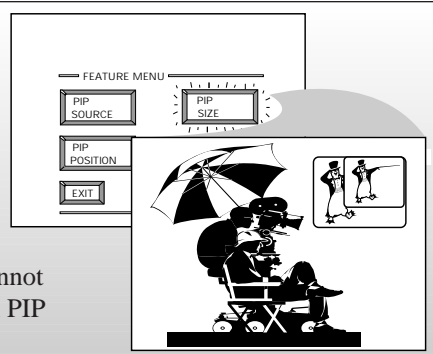 FEATURE MENU
PIP
SOURCE
PIP
SIZE
PIP
POSITION
EXIT
PIP